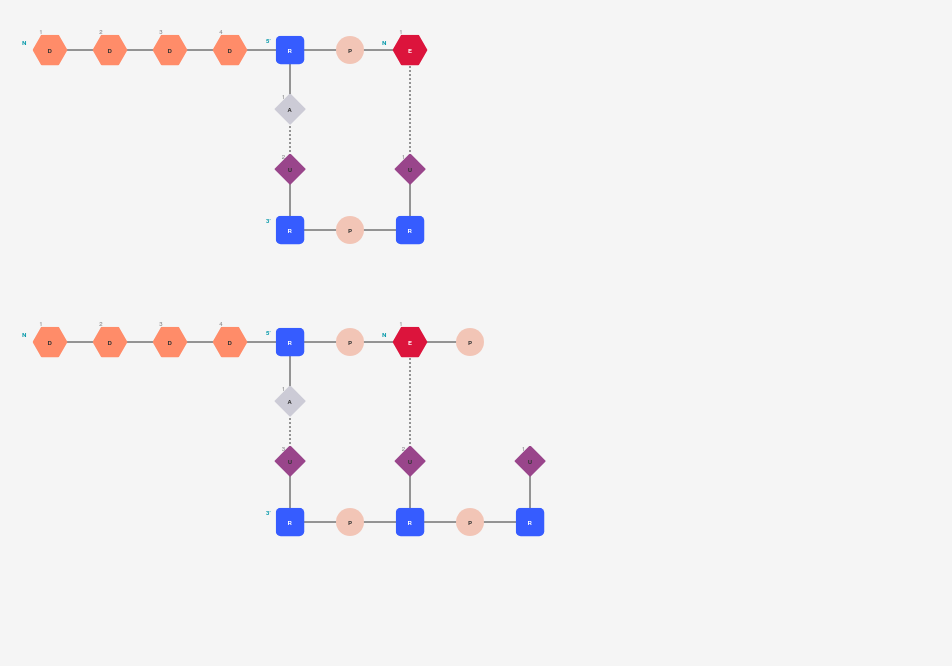 1 2 3 4 1
N D D D D 5' R P N E
1
A
2 1
U U
3' R P R
1 2 3 4 1
N D D D D 5' R P N E P
1
A
3 2 1
U U U
3' R P R P R